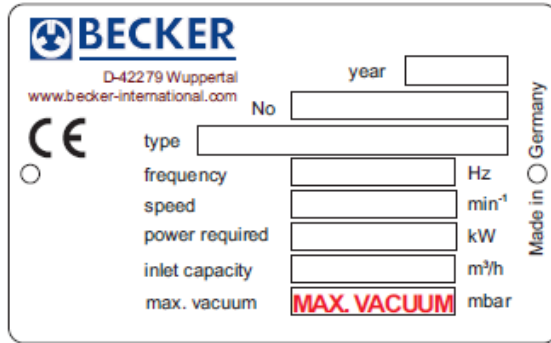 BECKER
D-42279 Wuppertal
www.becker-international.com
year
No
CE
type
frequency Hz
speed min⁻¹
power required kW
inlet capacity m³/h
max. vacuum MAX. VACUUM mbar
Made in Germany